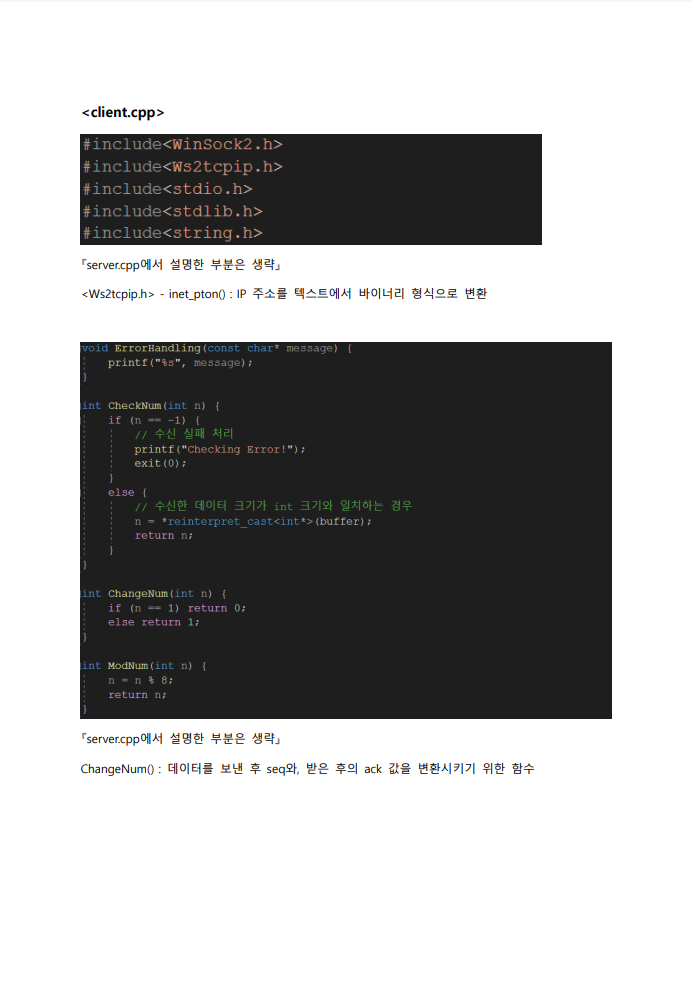 <client.cpp>
#include<WinSock2.h>
#include<Ws2tcpip.h>
#include<stdio.h>
#include<stdlib.h>
#include<string.h>
『server.cpp에서 설명한 부분은 생략』
<Ws2tcpip.h> - inet_pton() : IP 주소를 텍스트에서 바이너리 형식으로 변환
void ErrorHandling(const char* message) {
printf("%s", message);
}
int CheckNum(int n) {
if (n == -1) {
// 수신 실패 처리
printf("Checking Error!");
exit(0);
}
else {
// 수신한 데이터 크기가 int 크기와 일치하는 경우
n = *reinterpret_cast<int*>(buffer);
return n;
}
}
int ChangeNum(int n) {
if (n == 1) return 0;
else return 1;
}
int ModNum(int n) {
n = n % 8;
return n;
}
『server.cpp에서 설명한 부분은 생략』
ChangeNum() : 데이터를 보낸 후 seq와, 받은 후의 ack 값을 변환시키기 위한 함수